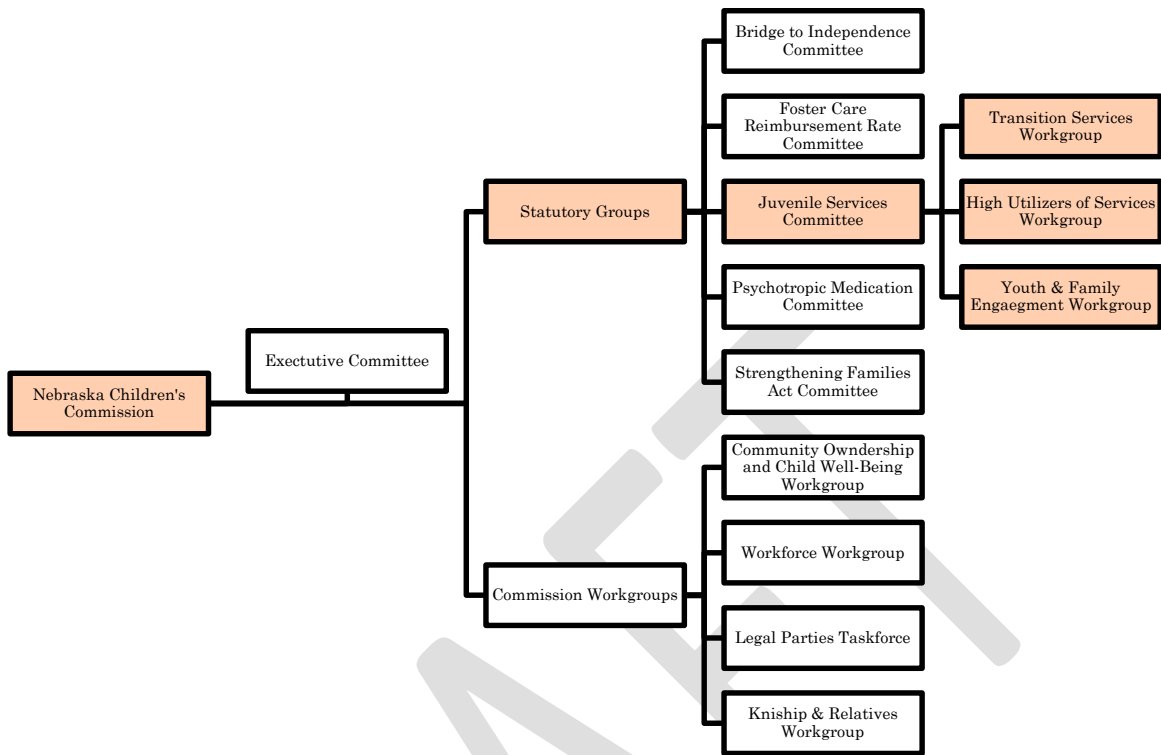 Bridge to Independence
Committee
Foster Care
Reimbursement Rate
Committee
Transition Services
Workgroup
Statutory Groups
Juvenile Services
Committee
High Utilizers of Services
Workgroup
Psychotropic Medication
Committee
Youth & Family
Engaegment Workgroup
Exectutive Committee
Strengthening Families
Act Committee
Nebraska Children's
Commission
Community Owndership
and Child Well-Being
Workgroup
Workforce Workgroup
Commission Workgroups
Legal Parties Taskforce
Kniship & Relatives
Workgroup